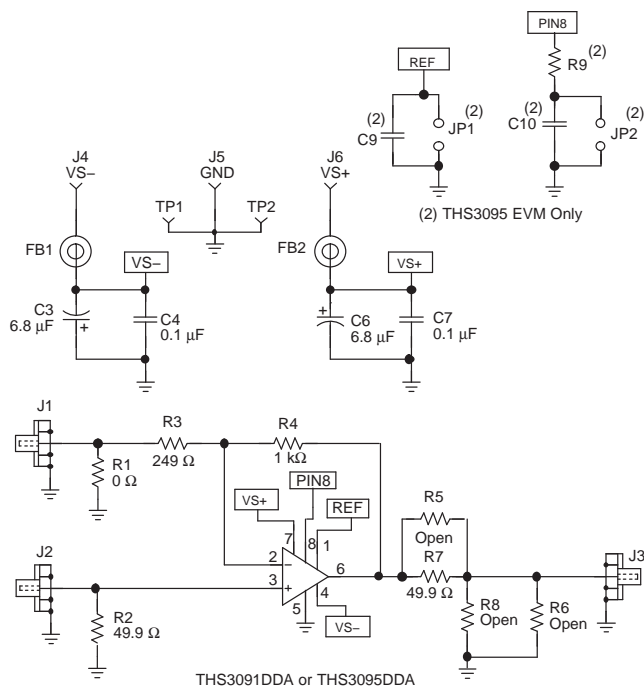 PIN8
REF
R9
(2)
(2)
C9
JP1
(2)
(2)
C10
JP2
(2)
(2) THS3095 EVM Only
J4
VS−
J5
GND
J6
VS+
TP1
TP2
FB1
VS−
FB2
VS+
C3
6.8 µF
+
C4
0.1 µF
+
C6
6.8 µF
C7
0.1 µF
J1
R3
249 Ω
R4
1 kΩ
R1
0 Ω
VS+
PIN8
REF
7
8
1
2
−
3
+
6
5
4
VS−
R5
Open
R7
49.9 Ω
J3
J2
R2
49.9 Ω
R8
Open
R6
Open
THS3091DDA or THS3095DDA